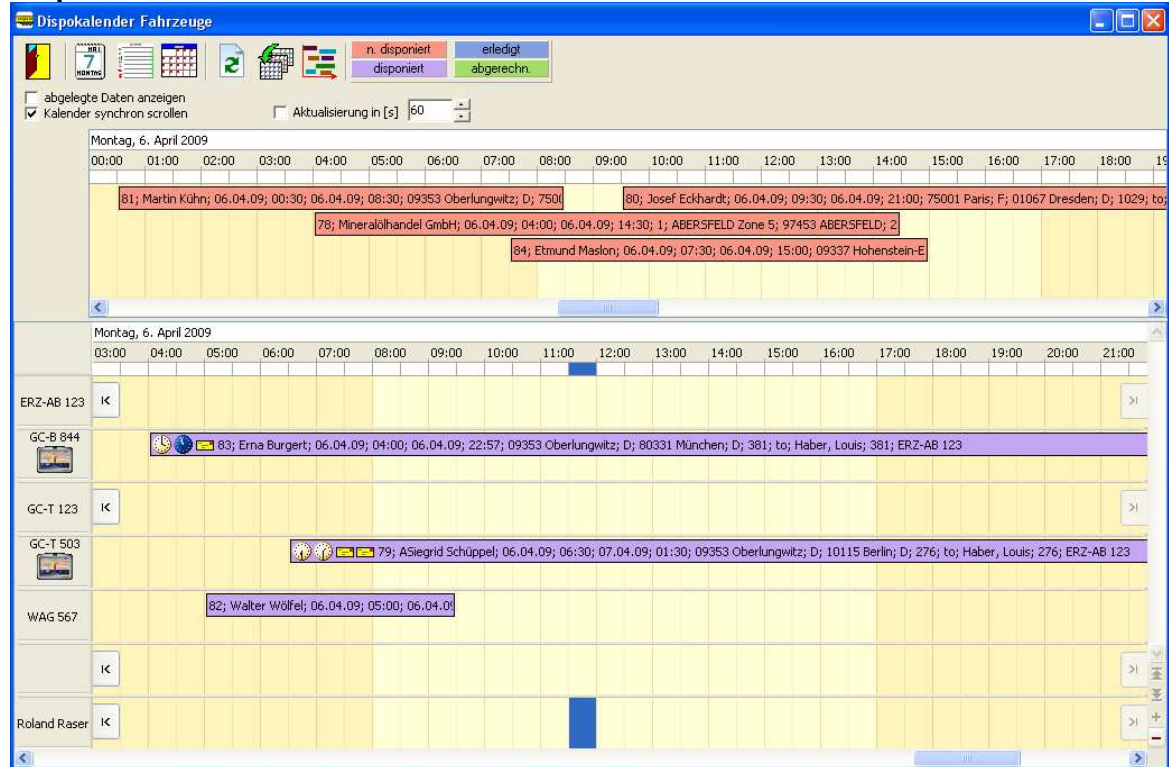 Dispokalender Fahrzeuge
MAI
7
MONTAG
n. disponiert erledigt
disponiert abgerechn.
abgelegte Daten anzeigen
Kalender synchron scrollen Aktualisierung in [s] 60
Montag, 6. April 2009
00:00 01:00 02:00 03:00 04:00 05:00 06:00 07:00 08:00 09:00 10:00 11:00 12:00 13:00 14:00 15:00 16:00 17:00 18:00 19
81; Martin Kühn; 06.04.09; 00:30; 06.04.09; 08:30; 09353 Oberlungwitz; D; 7500 80; Josef Eckhardt; 06.04.09; 09:30; 06.04.09; 21:00; 75001 Paris; F; 01067 Dresden; D; 1029; to;
78; Mineralölhandel GmbH; 06.04.09; 04:00; 06.04.09; 14:30; 1; ABERSFELD Zone 5; 97453 ABERSFELD; 2
84; Etmund Maslon; 06.04.09; 07:30; 06.04.09; 15:00; 09337 Hohenstein-E
Montag, 6. April 2009
03:00 04:00 05:00 06:00 07:00 08:00 09:00 10:00 11:00 12:00 13:00 14:00 15:00 16:00 17:00 18:00 19:00 20:00 21:00
ERZ-AB 123
GC-B 844 83; Erna Burgert; 06.04.09; 04:00; 06.04.09; 22:57; 09353 Oberlungwitz; D; 80331 München; D; 381; to; Haber, Louis; 381; ERZ-AB 123
GC-T 123
GC-T 503 79; ASiegrid Schüppel; 06.04.09; 06:30; 07.04.09; 01:30; 09353 Oberlungwitz; D; 10115 Berlin; D; 276; to; Haber, Louis; 276; ERZ-AB 123
WAG 567 82; Walter Wölfel; 06.04.09; 05:00; 06.04.09
Roland Raser